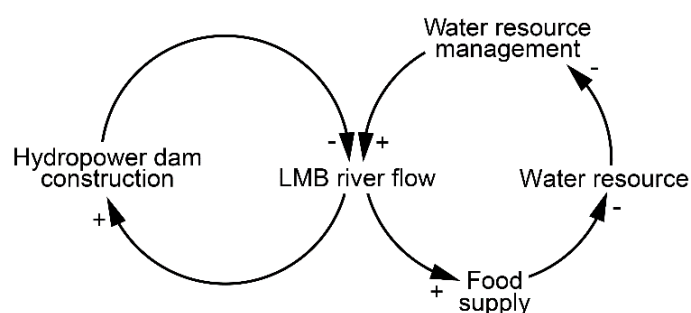 Water resource
management
-
-
+
Hydropower dam
construction
LMB river flow
Water resource
+
-
+
Food
supply